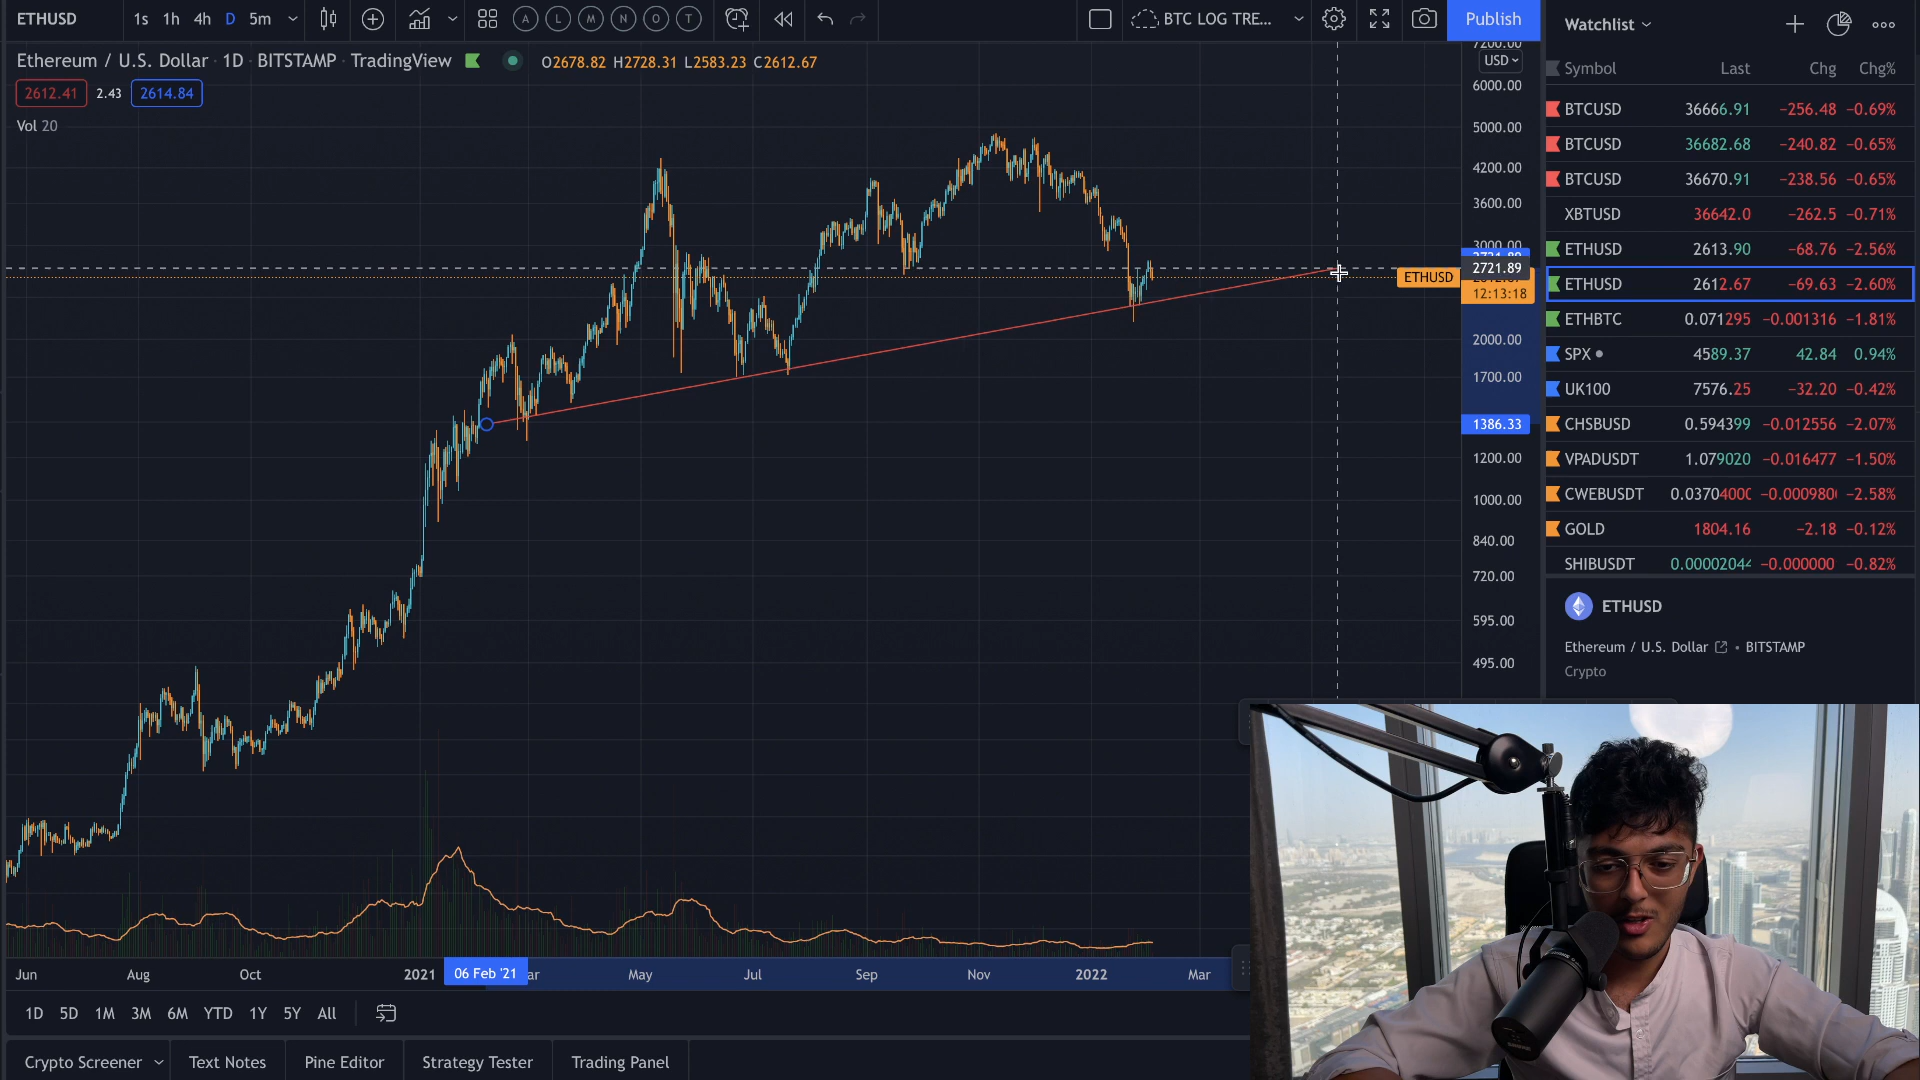 ETHUSD 1s 1h 4h D 5m A L M N O T BTC LOG TRE... Publish
Ethereum / U.S. Dollar · 1D · BITSTAMP · TradingView O2678.82 H2728.31 L2583.23 C2612.67
2612.41 2.43 2614.84
Vol 20
USD
6000.00
5000.00
4200.00
3600.00
3000.00
2721.89
ETHUSD
12:13:18
2000.00
1700.00
1386.33
1200.00
1000.00
840.00
720.00
595.00
495.00
Jun Aug Oct 2021 06 Feb '21 May Jul Sep Nov 2022 Mar
1D 5D 1M 3M 6M YTD 1Y 5Y All
Crypto Screener Text Notes Pine Editor Strategy Tester Trading Panel
Watchlist
Symbol Last Chg Chg%
BTCUSD 36666.91 −256.48 −0.69%
BTCUSD 36682.68 −240.82 −0.65%
BTCUSD 36670.91 −238.56 −0.65%
XBTUSD 36642.0 −262.5 −0.71%
ETHUSD 2613.90 −68.76 −2.56%
ETHUSD 2612.67 −69.63 −2.60%
ETHBTC 0.071295 −0.001316 −1.81%
SPX 4589.37 42.84 0.94%
UK100 7576.25 −32.20 −0.42%
CHSBUSD 0.594399 −0.012556 −2.07%
VPADUSDT 1.079020 −0.016477 −1.50%
CWEBUSDT 0.0370400 −0.000980 −2.58%
GOLD 1804.16 −2.18 −0.12%
SHIBUSDT 0.00002044 −0.000000 −0.82%
ETHUSD
Ethereum / U.S. Dollar • BITSTAMP
Crypto